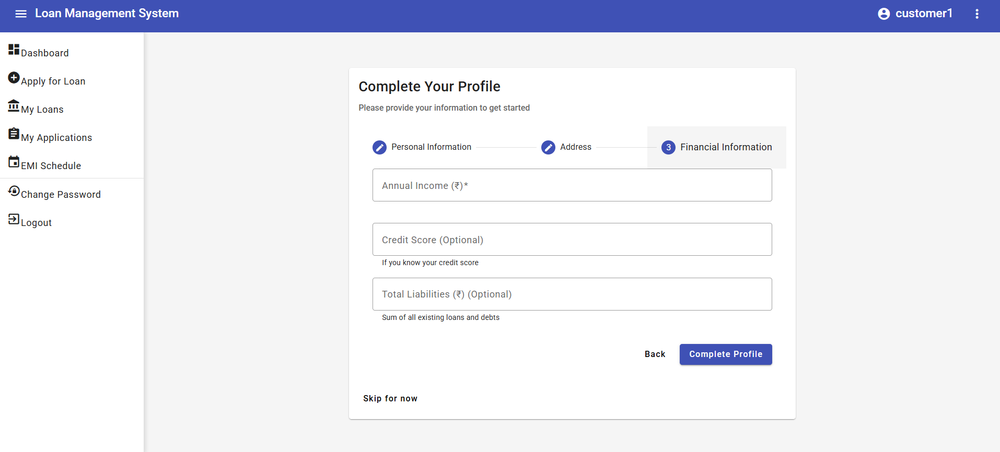 Loan Management System
customer1
Dashboard
Apply for Loan
My Loans
My Applications
EMI Schedule
Change Password
Logout
Complete Your Profile
Please provide your information to get started
Personal Information
Address
3 Financial Information
Annual Income (₹)*
Credit Score (Optional)
If you know your credit score
Total Liabilities (₹) (Optional)
Sum of all existing loans and debts
Back
Complete Profile
Skip for now